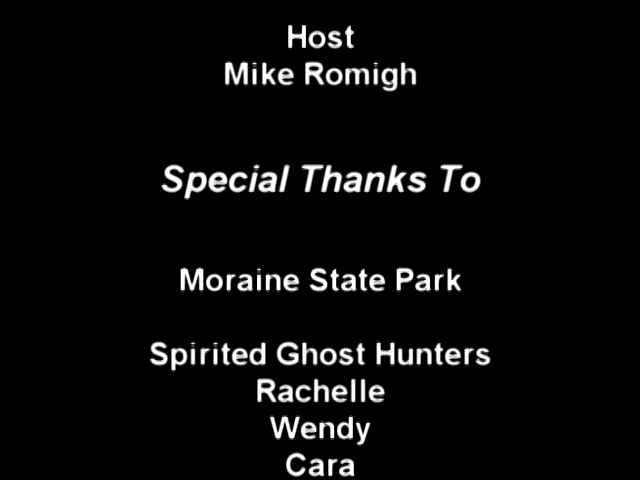 Host
Mike Romigh
Special Thanks To
Moraine State Park
Spirited Ghost Hunters
Rachelle
Wendy
Cara